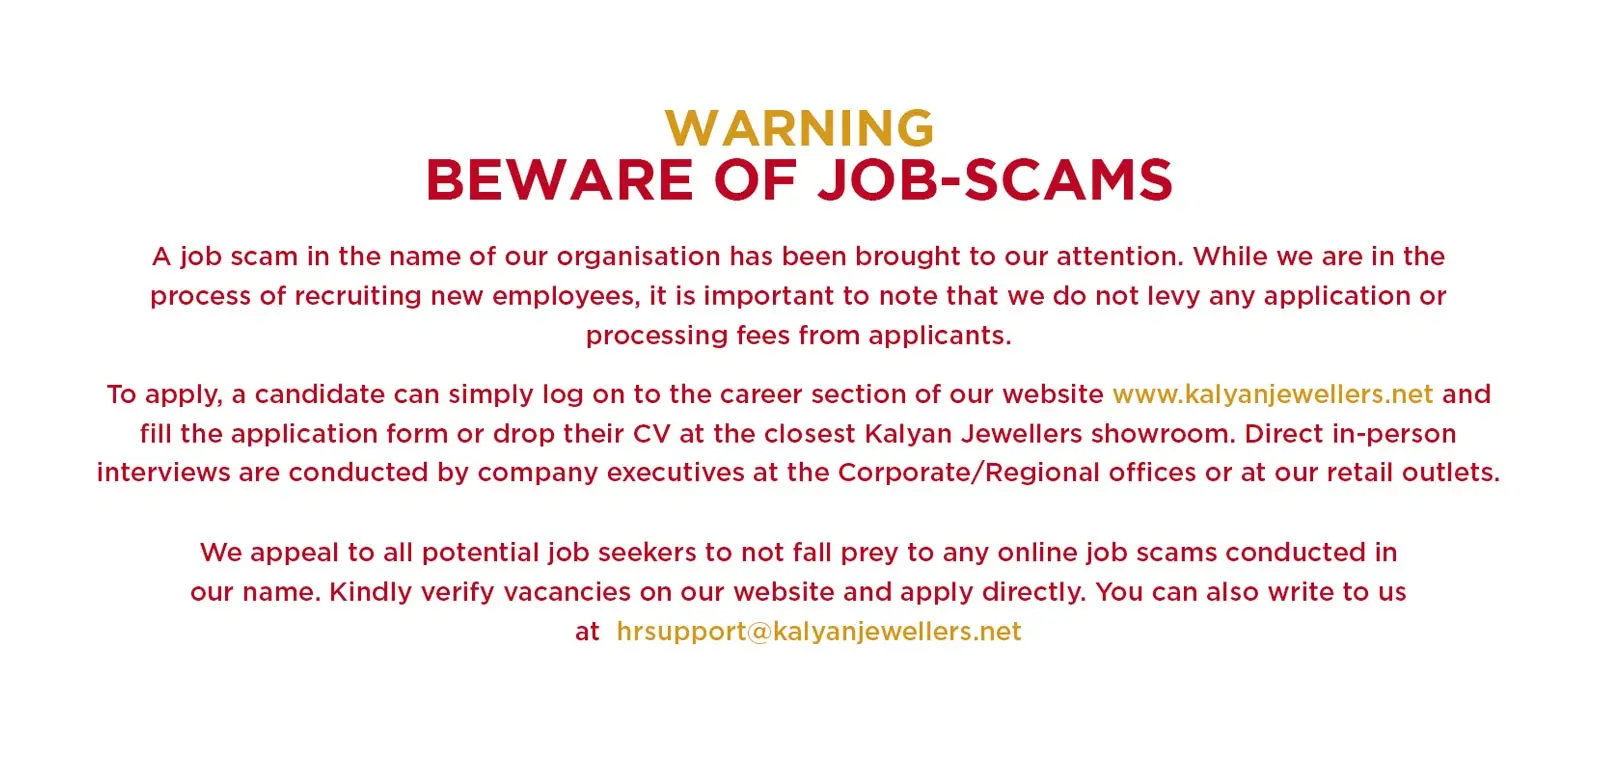 WARNING
BEWARE OF JOB-SCAMS
A job scam in the name of our organisation has been brought to our attention. While we are in the
process of recruiting new employees, it is important to note that we do not levy any application or
processing fees from applicants.
To apply, a candidate can simply log on to the career section of our website www.kalyanjewellers.net and
fill the application form or drop their CV at the closest Kalyan Jewellers showroom. Direct in-person
interviews are conducted by company executives at the Corporate/Regional offices or at our retail outlets.
We appeal to all potential job seekers to not fall prey to any online job scams conducted in
our name. Kindly verify vacancies on our website and apply directly. You can also write to us
at hrsupport@kalyanjewellers.net